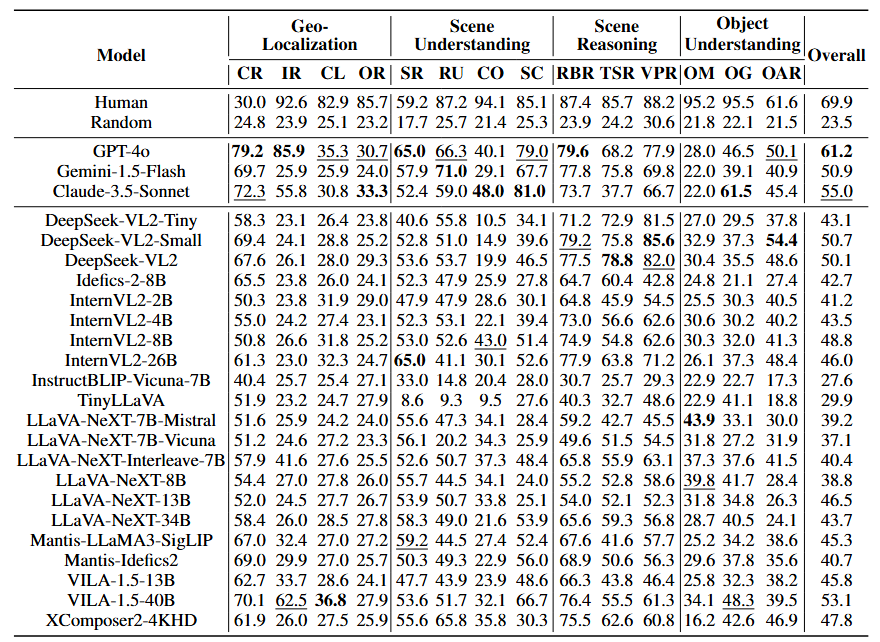 Model Geo-Localization Scene Understanding Scene Reasoning Object Understanding Overall
CR IR CL OR SR RU CO SC RBR TSR VPR OM OG OAR
Human 30.0 92.6 82.9 85.7 59.2 87.2 94.1 85.1 87.4 85.7 88.2 95.2 95.5 61.6 69.9
Random 24.8 23.9 25.1 23.2 17.7 25.7 21.4 25.3 23.9 24.2 30.6 21.8 22.1 21.5 23.5
GPT-4o 79.2 85.9 35.3 30.7 65.0 66.3 40.1 79.0 79.6 68.2 77.9 28.0 46.5 50.1 61.2
Gemini-1.5-Flash 69.7 25.9 25.9 24.0 57.9 71.0 29.1 67.7 77.8 75.8 69.8 22.0 39.1 40.9 50.9
Claude-3.5-Sonnet 72.3 55.8 30.8 33.3 52.4 59.0 48.0 81.0 73.7 37.7 66.7 22.0 61.5 45.4 55.0
DeepSeek-VL2-Tiny 58.3 23.1 26.4 23.8 40.6 55.8 10.5 34.1 71.2 72.9 81.5 27.0 29.5 37.8 43.1
DeepSeek-VL2-Small 69.4 24.1 28.8 25.2 52.8 51.0 14.9 39.6 79.2 75.8 85.6 32.9 37.3 54.4 50.7
DeepSeek-VL2 67.6 26.1 28.0 29.3 53.6 53.7 19.9 46.5 77.5 78.8 82.0 30.4 35.5 48.6 50.1
Idefics-2-8B 65.5 23.8 26.0 24.1 52.3 47.9 25.9 27.8 64.7 60.4 42.8 24.8 21.1 27.4 42.7
InternVL2-2B 50.3 23.8 31.9 29.0 47.9 47.9 28.6 30.1 64.8 45.9 54.5 25.5 30.3 40.5 41.2
InternVL2-4B 55.0 24.2 27.4 23.1 52.3 53.1 22.1 39.4 73.0 56.6 62.6 30.6 30.2 40.2 43.5
InternVL2-8B 50.8 26.6 31.8 25.2 53.0 52.6 43.0 51.4 74.9 54.8 62.6 30.3 32.0 41.3 48.8
InternVL2-26B 61.3 23.0 32.3 24.7 65.0 41.1 30.1 52.6 77.9 63.8 71.2 26.1 37.3 48.4 46.0
InstructBLIP-Vicuna-7B 40.4 25.7 25.4 27.1 33.0 14.8 20.4 28.0 30.7 25.7 29.3 22.9 22.7 17.3 27.6
TinyLLaVA 51.9 23.2 24.7 27.9 8.6 9.3 9.5 27.6 40.3 32.7 48.6 22.9 41.1 18.8 29.9
LLaVA-NeXT-7B-Mistral 51.6 25.9 24.2 24.0 55.6 47.3 34.1 28.4 59.2 42.7 45.5 43.9 33.1 30.0 39.2
LLaVA-NeXT-7B-Vicuna 51.2 24.6 27.2 23.3 56.1 20.2 34.3 25.9 49.6 51.5 54.5 31.8 27.2 31.9 37.1
LLaVA-NeXT-Interleave-7B 57.9 41.6 27.6 25.5 52.6 50.7 37.3 48.4 65.8 55.9 63.1 37.3 37.6 41.5 40.4
LLaVA-NeXT-8B 54.4 27.0 27.8 26.0 55.7 44.5 34.1 24.0 55.2 52.8 58.6 39.8 41.7 28.4 38.8
LLaVA-NeXT-13B 52.0 24.5 27.7 26.7 53.9 50.7 33.8 25.1 54.0 52.1 52.3 31.8 34.8 26.3 46.5
LLaVA-NeXT-34B 58.4 26.0 28.5 27.8 58.3 49.0 21.6 53.9 65.6 59.3 56.8 28.7 40.5 24.1 43.7
Mantis-LLaMA3-SigLIP 67.0 32.4 27.0 27.2 59.2 44.5 27.4 52.4 67.6 41.6 57.7 25.2 34.2 38.6 45.3
Mantis-Idefics2 69.0 29.9 27.0 25.7 50.3 49.3 22.9 56.0 68.9 50.6 56.3 29.6 37.8 35.6 40.7
VILA-1.5-13B 62.7 33.7 28.6 24.1 47.7 43.9 23.9 48.6 66.3 43.8 46.4 25.8 32.3 38.2 45.8
VILA-1.5-40B 70.1 62.5 36.8 27.9 53.6 51.7 32.1 66.7 76.4 55.5 61.3 34.1 48.3 39.5 53.1
XComposer2-4KHD 61.9 26.0 27.5 25.9 55.6 65.8 35.8 30.3 75.5 62.6 60.8 16.2 42.6 46.9 47.8